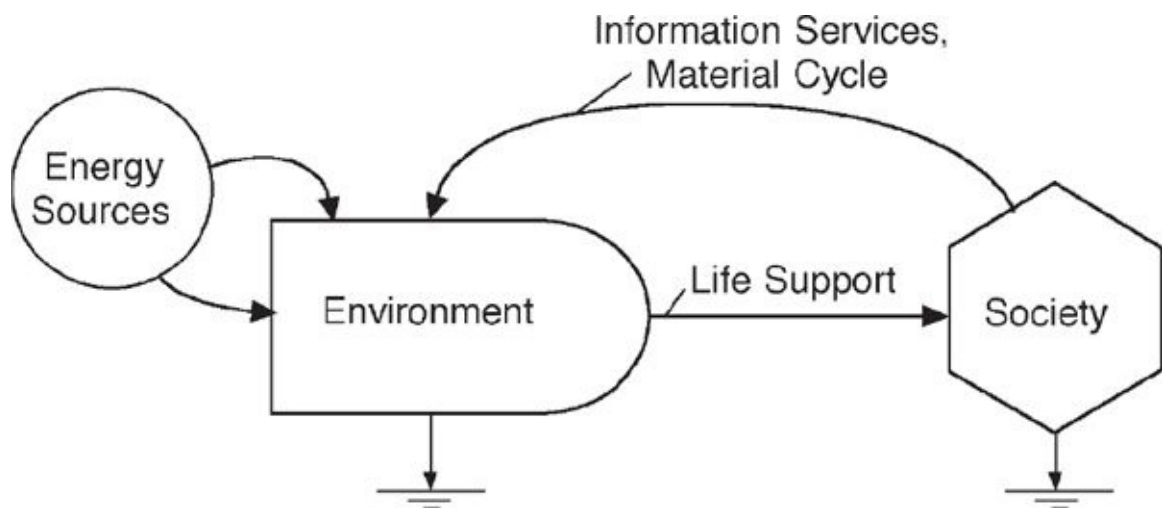 Information Services,
Material Cycle
Energy
Sources
Environment
Life Support
Society